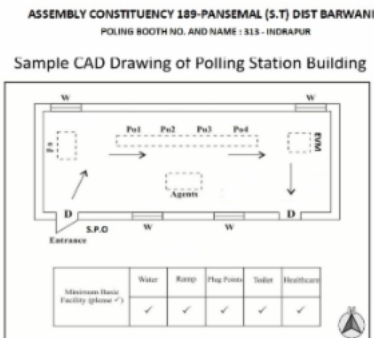 ASSEMBLY CONSTITUENCY 189-PANSEMAL (S.T) DIST BARWANI
POLING BOOTH NO. AND NAME : 313 - INDRAPUR
Sample CAD Drawing of Polling Station Building
W W
Po1 Po2 Po3 Po4
Ps
EVM
Agents
D D
S.P.O W W
Entrance
Minimum Basic Facility (please ✓) Water Ramp Plug Points Toilet Healthcare
✓ ✓ ✓ ✓ ✓